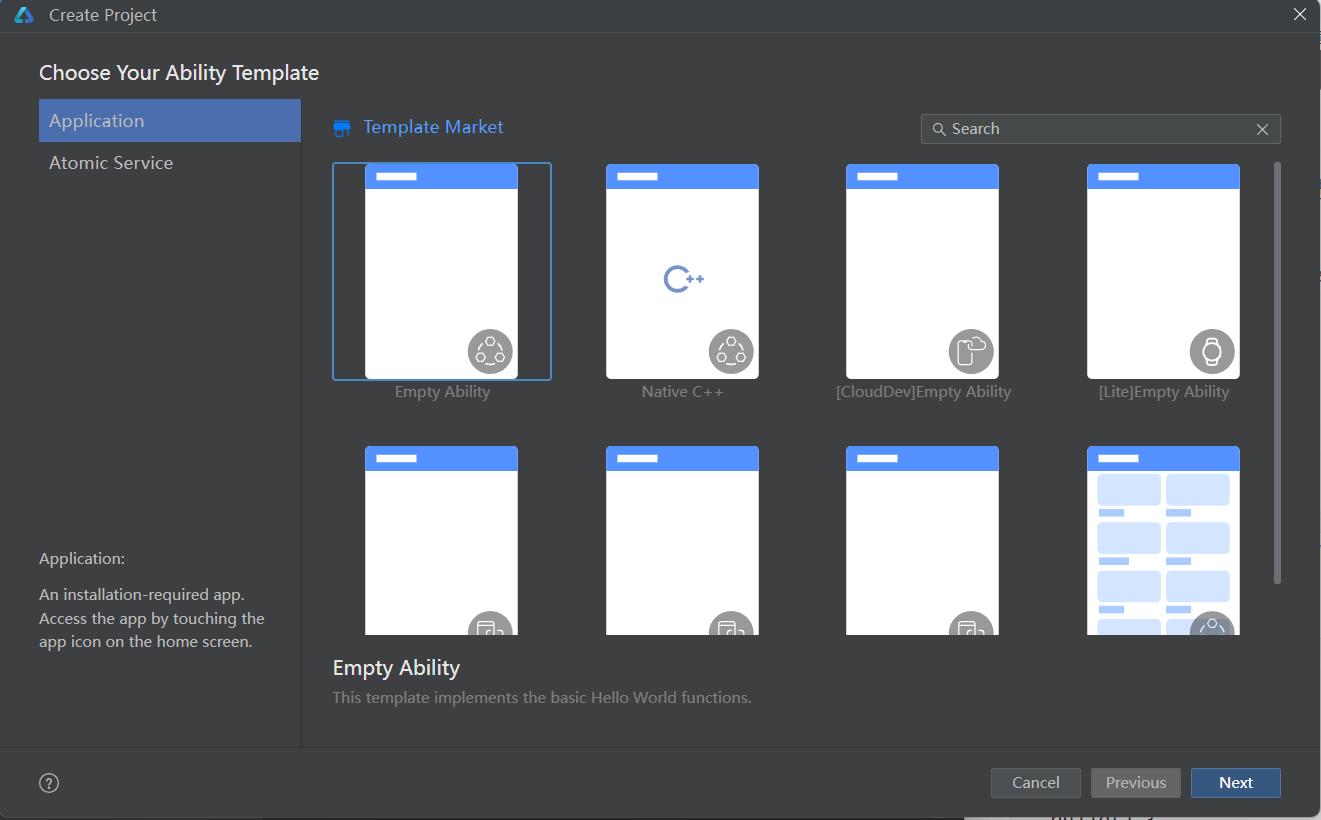 Create Project
Choose Your Ability Template
Application
Atomic Service
Template Market
Search
C++
Empty Ability
Native C++
[CloudDev]Empty Ability
[Lite]Empty Ability
Application:
An installation-required app.
Access the app by touching the
app icon on the home screen.
Empty Ability
This template implements the basic Hello World functions.
?
Cancel
Previous
Next